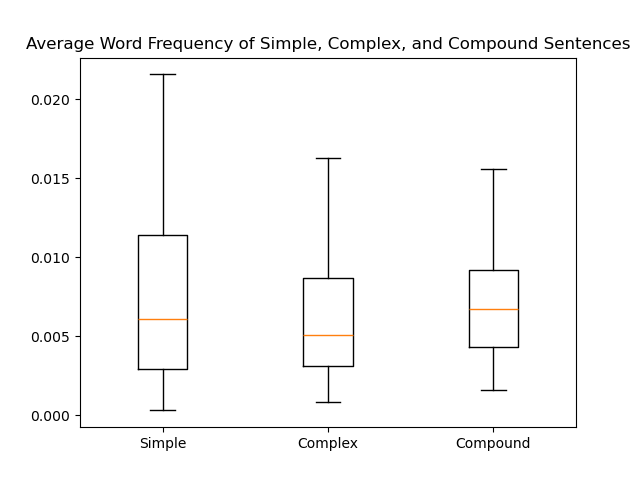 Average Word Frequency of Simple, Complex, and Compound Sentences
0.020
0.015
0.010
0.005
0.000
Simple Complex Compound